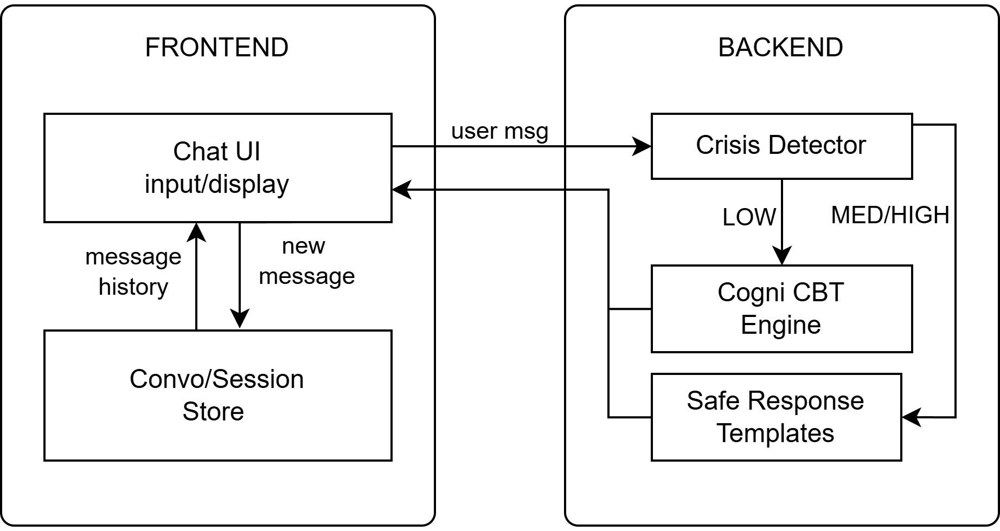 FRONTEND
Chat UI
input/display
message
history
new
message
Convo/Session
Store
user msg
BACKEND
Crisis Detector
LOW
MED/HIGH
Cogni CBT
Engine
Safe Response
Templates